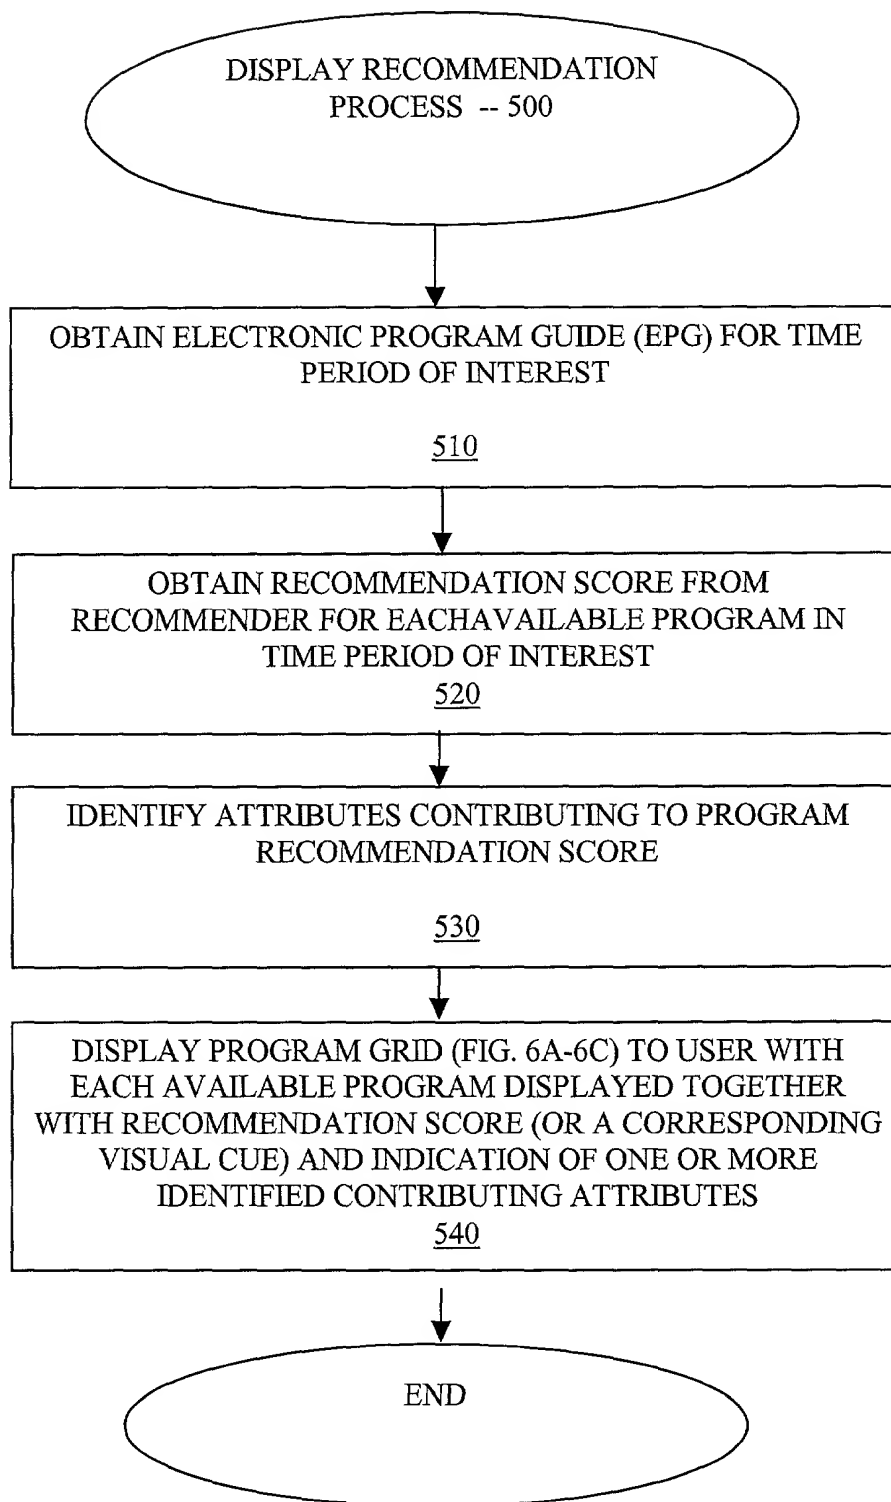 DISPLAY RECOMMENDATION
PROCESS -- 500
OBTAIN ELECTRONIC PROGRAM GUIDE (EPG) FOR TIME
PERIOD OF INTEREST
510
OBTAIN RECOMMENDATION SCORE FROM
RECOMMENDER FOR EACHAVAILABLE PROGRAM IN
TIME PERIOD OF INTEREST
520
IDENTIFY ATTRIBUTES CONTRIBUTING TO PROGRAM
RECOMMENDATION SCORE
530
DISPLAY PROGRAM GRID (FIG. 6A-6C) TO USER WITH
EACH AVAILABLE PROGRAM DISPLAYED TOGETHER
WITH RECOMMENDATION SCORE (OR A CORRESPONDING
VISUAL CUE) AND INDICATION OF ONE OR MORE
IDENTIFIED CONTRIBUTING ATTRIBUTES
540
END